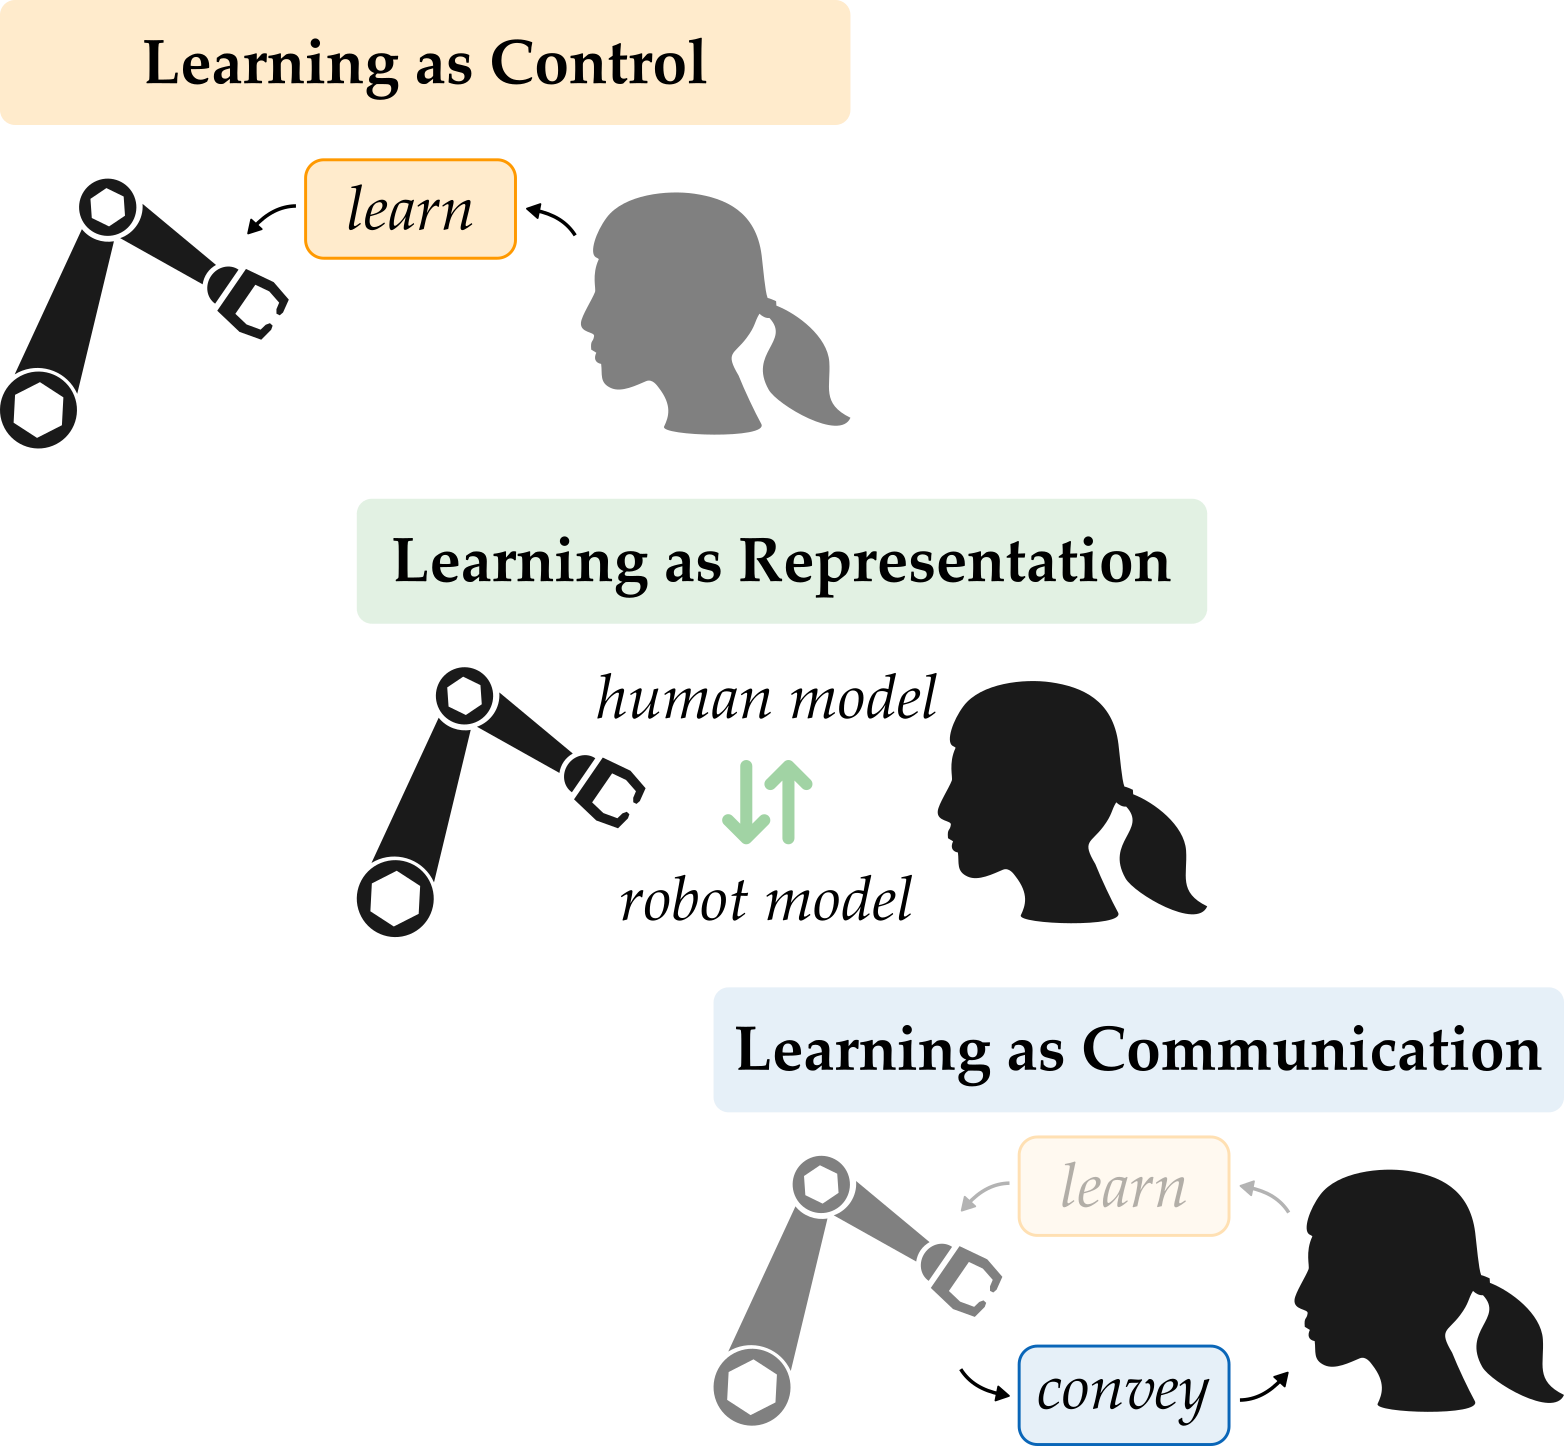 Learning as Control
learn
Learning as Representation
human model
robot model
Learning as Communication
learn
convey